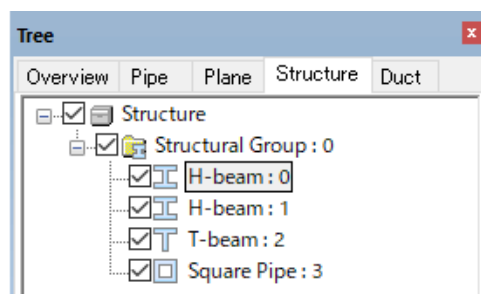 Tree
Overview Pipe Plane Structure Duct
Structure
Structural Group : 0
H-beam : 0
H-beam : 1
T-beam : 2
Square Pipe : 3